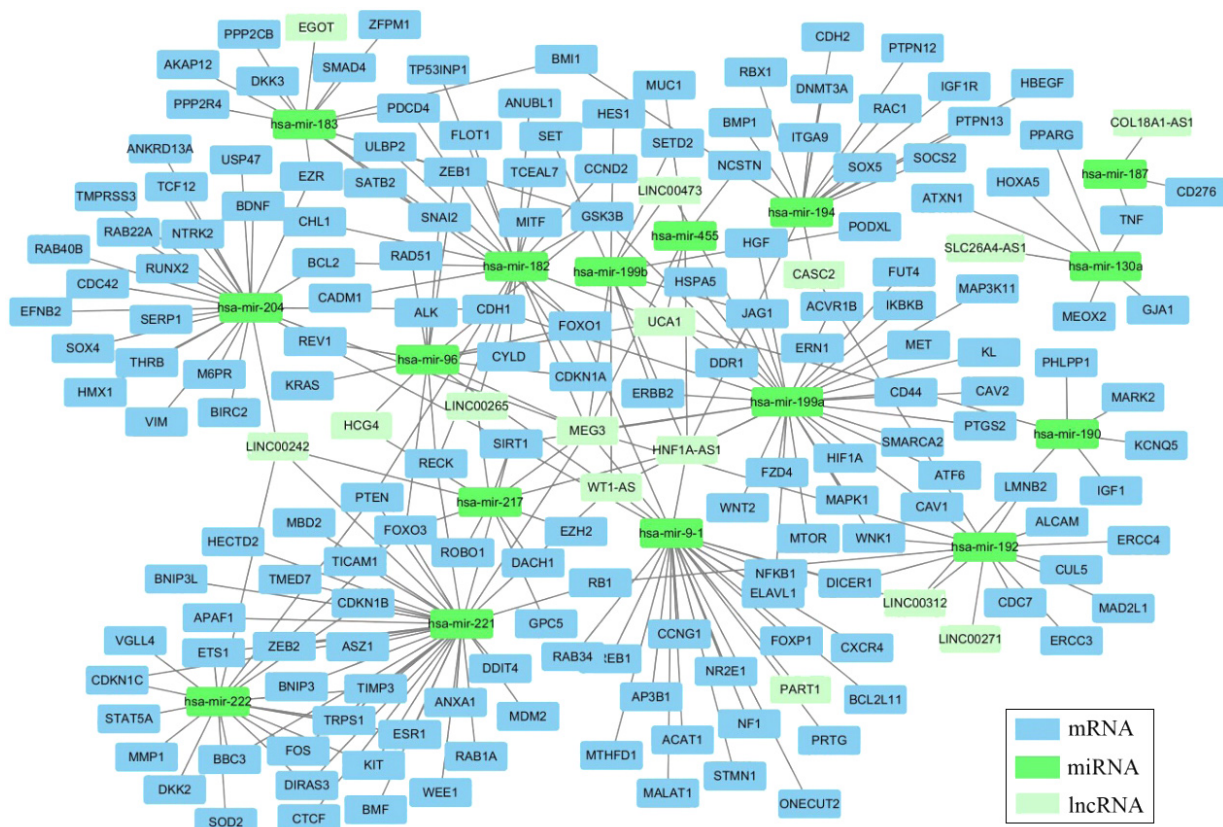 EGOT
ZFPM1
PPP2CB
CDH2
PTPN12
AKAP12
DKK3
SMAD4
TP53INP1
BMI1
MUC1
RBX1
DNMT3A
IGF1R
HBEGF
PPP2R4
hsa-mir-183
PDCD4
ANUBL1
HES1
BMP1
ITGA9
RAC1
PTPN13
PPARG
COL18A1-AS1
ANKRD13A
USP47
ULBP2
FLOT1
SET
SETD2
NCSTN
SOX5
SOCS2
HOXA5
hsa-mir-187
TMPRSS3
TCF12
EZR
SATB2
ZEB1
TCEAL7
CCND2
LINC00473
hsa-mir-194
ATXN1
TNF
CD276
BDNF
RAB22A
NTRK2
CHL1
SNAI2
MITF
GSK3B
hsa-mir-455
HGF
PODXL
SLC26A4-AS1
RAB40B
RUNX2
BCL2
RAD51
hsa-mir-182
hsa-mir-199b
HSPA5
CASC2
FUT4
hsa-mir-130a
CDC42
CADM1
EFNB2
SERP1
hsa-mir-204
ALK
CDH1
FOXO1
UCA1
JAG1
ACVR1B
IKBKB
MAP3K11
MEOX2
GJA1
SOX4
THRB
REV1
hsa-mir-96
CYLD
CDKN1A
DDR1
ERN1
MET
KL
PHLPP1
HMX1
M6PR
KRAS
ERBB2
hsa-mir-199a
CD44
CAV2
MARK2
VIM
BIRC2
HCG4
LINC00265
MEG3
PTGS2
hsa-mir-190
LINC00242
SIRT1
HNF1A-AS1
SMARCA2
KCNQ5
RECK
WT1-AS
FZD4
HIF1A
ATF6
LMNB2
IGF1
PTEN
hsa-mir-217
WNT2
MAPK1
CAV1
MBD2
FOXO3
EZH2
hsa-mir-9-1
MTOR
WNK1
ALCAM
HECTD2
TICAM1
ROBO1
DACH1
hsa-mir-192
ERCC4
BNIP3L
TMED7
RB1
NFKB1
DICER1
CUL5
APAF1
CDKN1B
ELAVL1
LINC00312
CDC7
MAD2L1
VGLL4
ETS1
ZEB2
ASZ1
hsa-mir-221
GPC5
CCNG1
FOXP1
CXCR4
LINC00271
ERCC3
CDKN1C
BNIP3
TIMP3
DDIT4
RAB34
REB1
NR2E1
PART1
BCL2L11
hsa-mir-222
ANXA1
MDM2
AP3B1
STAT5A
TRPS1
ESR1
ACAT1
NF1
PRTG
MMP1
BBC3
FOS
KIT
RAB1A
MTHFD1
STMN1
DKK2
DIRAS3
BMF
WEE1
MALAT1
ONECUT2
SOD2
CTCF
mRNA
miRNA
lncRNA